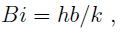 Bi = hb/k ,